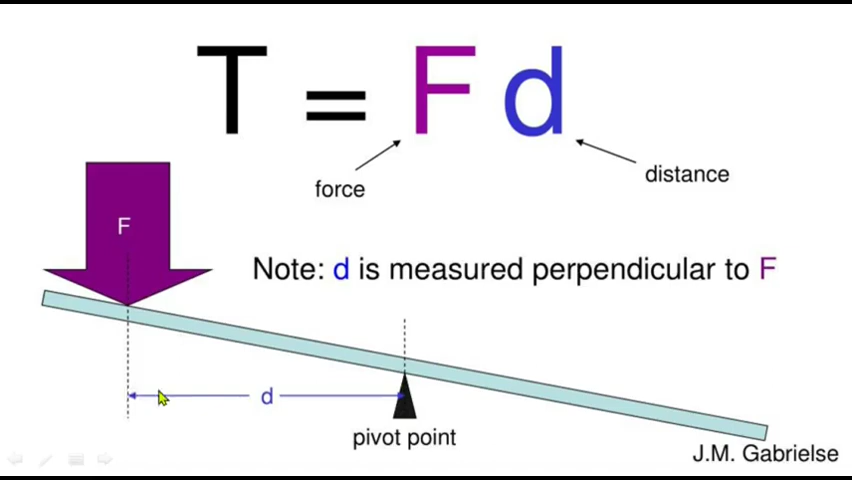 T = F d
force
distance
F
Note: d is measured perpendicular to F
d
pivot point
J.M. Gabrielse